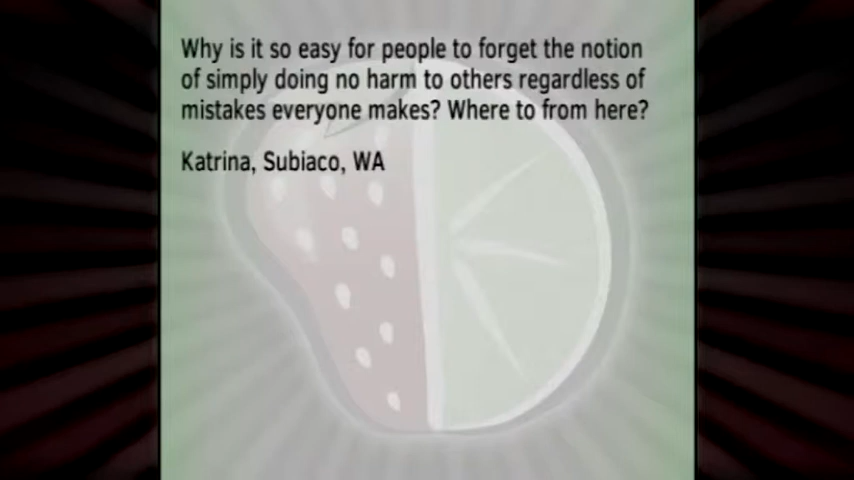 Why is it so easy for people to forget the notion
of simply doing no harm to others regardless of
mistakes everyone makes? Where to from here?
Katrina, Subiaco, WA